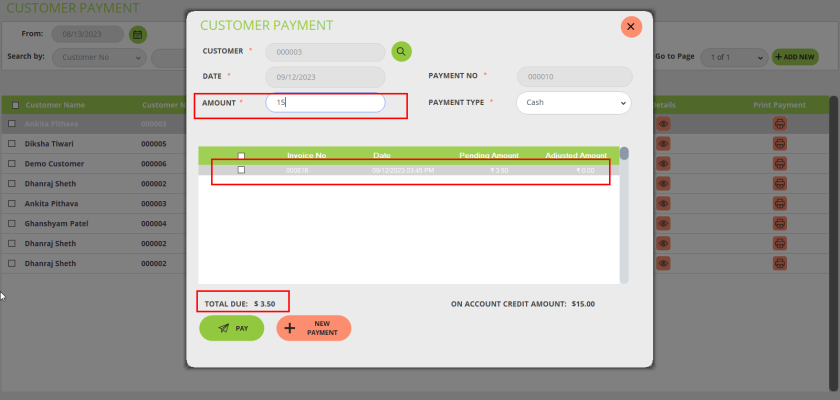 CUSTOMER PAYMENT
From: 08/13/2023
Search by: Customer No
Go to Page 1 of 1 ADD NEW
Customer Name Customer N etails Print Payment
Ankita Pithava 000003
Diksha Tiwari 000005
Demo Customer 000006
Dhanraj Sheth 000002
Ankita Pithava 000003
Ghanshyam Patel 000004
Dhanraj Sheth 000002
Dhanraj Sheth 000002
CUSTOMER PAYMENT
CUSTOMER * 000003
DATE * 09/12/2023 PAYMENT NO * 000010
AMOUNT * 15 PAYMENT TYPE * Cash
Invoice No Date Pending Amount Adjusted Amount
09/12/2023 03:45 PM ₹ 3.50 ₹ 0.00
TOTAL DUE: $ 3.50 ON ACCOUNT CREDIT AMOUNT: $15.00
PAY
NEW
PAYMENT